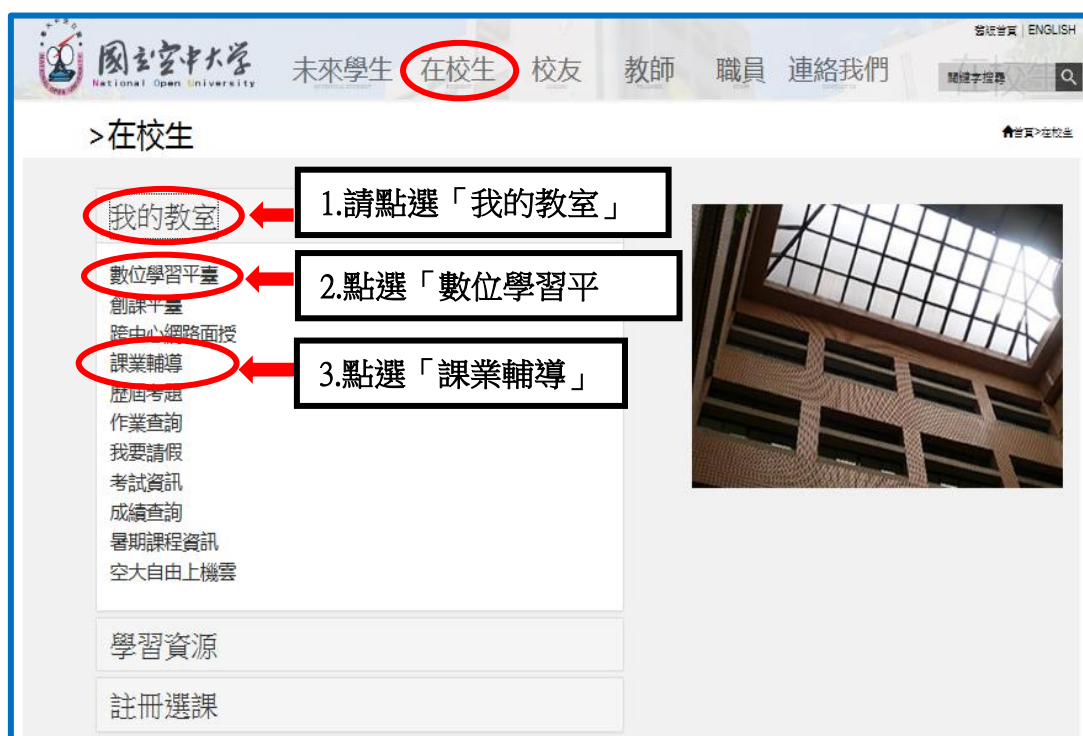 舊版首頁 | ENGLISH
國立空中大學
National Open University
未來學生 在校生 校友 教師 職員 連絡我們
關鍵字搜尋
>在校生
首頁>在校生
我的教室
1.請點選「我的教室」
數位學習平臺
2.點選「數位學習平
創課平臺
跨中心網路面授
課業輔導
3.點選「課業輔導」
歷屆考題
作業查詢
我要請假
考試資訊
成績查詢
暑期課程資訊
空大自由上機雲
學習資源
註冊選課